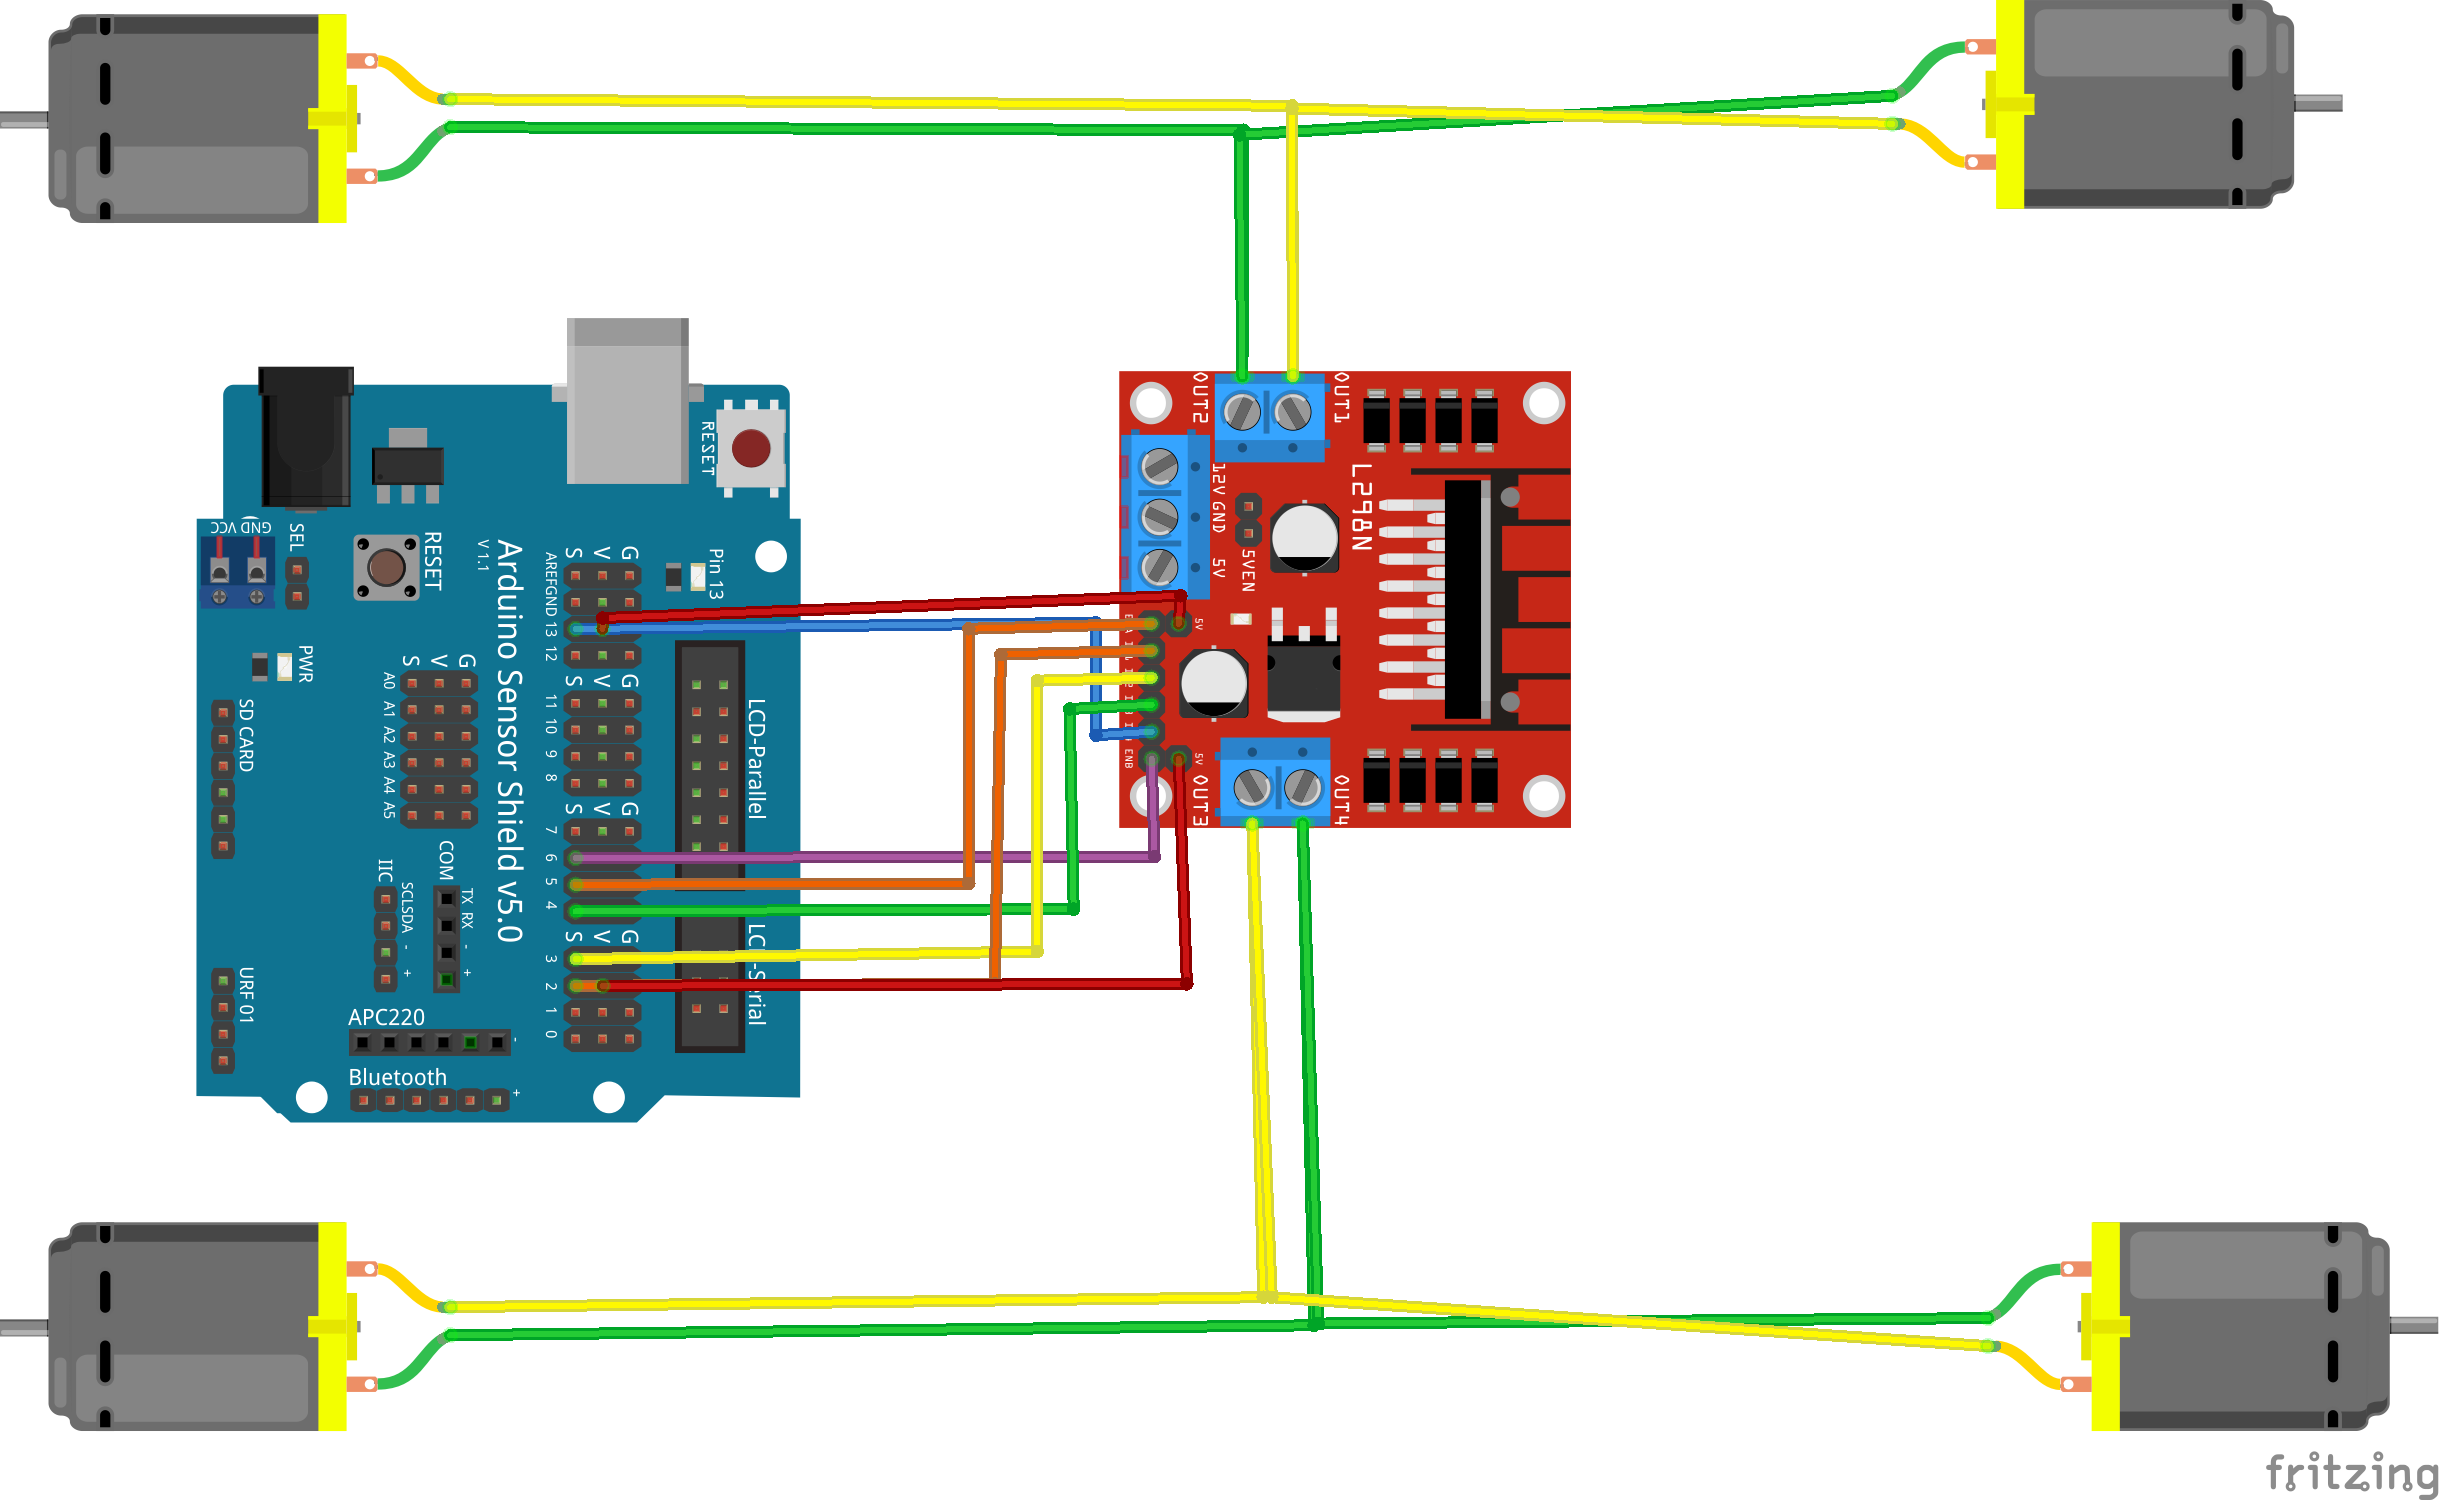 OUT2
OUT1
RESET
12V GND 5V
L298N
GND VCC
SEL
RESET
V 1.1
Arduino Sensor Shield v5.0
S V G
Pin 13
5VEN
AREF
GND
13
12
5V
PWR
S V G
S V G
A0
A1
A2
A3
A4
A5
11
10
9
8
SD CARD
LCD-Parallel
ENB
5V
OUT3
OUT4
S V G
7
6
5
4
COM
IIC
SCL
SDA
-
+
TX
RX
-
+
S V G
3
2
1
0
URF 01
APC220
-
Bluetooth
+
fritzing